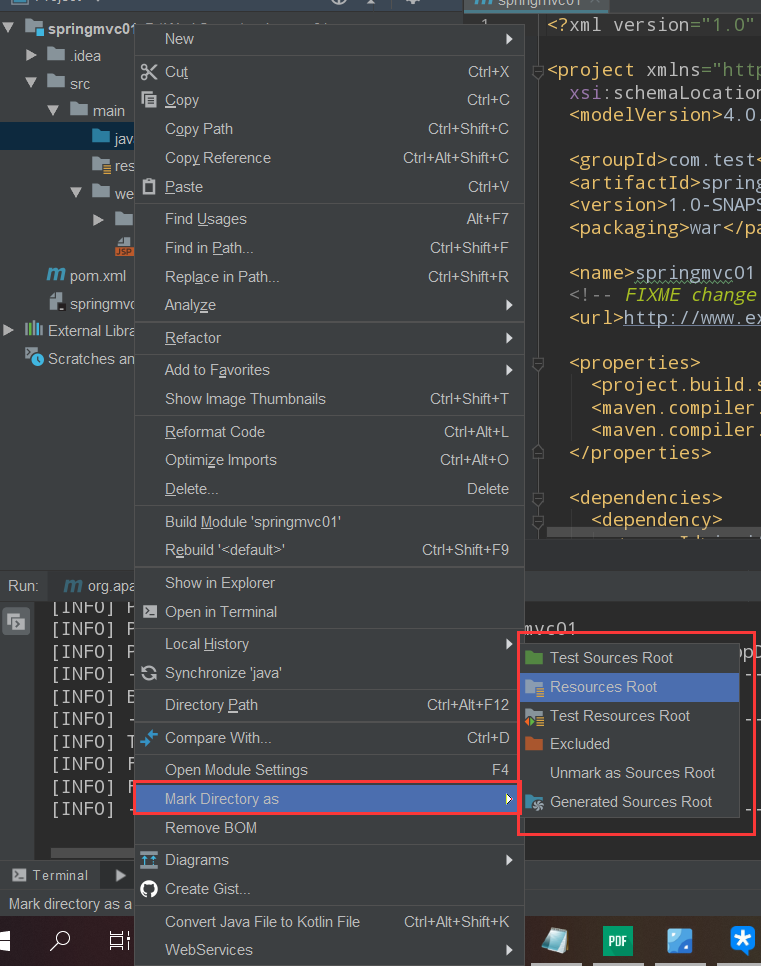 springmvc01
<?xml version="1.0"
springmvc01
.idea
src
main
jav
res
we
JSP
pom.xml
springmvc
External Libra
Scratches an
New
Cut Ctrl+X
Copy Ctrl+C
Copy Path Ctrl+Shift+C
Copy Reference Ctrl+Alt+Shift+C
Paste Ctrl+V
Find Usages Alt+F7
Find in Path... Ctrl+Shift+F
Replace in Path... Ctrl+Shift+R
Analyze
Refactor
Add to Favorites
Show Image Thumbnails Ctrl+Shift+T
Reformat Code Ctrl+Alt+L
Optimize Imports Ctrl+Alt+O
Delete... Delete
Build Module 'springmvc01'
Rebuild '<default>' Ctrl+Shift+F9
Show in Explorer
Open in Terminal
Local History
Synchronize 'java'
Directory Path Ctrl+Alt+F12
Compare With... Ctrl+D
Open Module Settings F4
Mark Directory as
Remove BOM
Diagrams
Create Gist...
Convert Java File to Kotlin File Ctrl+Alt+Shift+K
WebServices
Test Sources Root
Resources Root
Test Resources Root
Excluded
Unmark as Sources Root
Generated Sources Root
<project xmlns="http
xsi:schemaLocation
<modelVersion>4.0.
<groupId>com.test<
<artifactId>spring
<version>1.0-SNAPS
<packaging>war</pa
<name>springmvc01
<!-- FIXME change
<url>http://www.ex
<properties>
<project.build.s
<maven.compiler.
<maven.compiler.
</properties>
<dependencies>
<dependency>
Run: org.apa
[INFO] P
[INFO] P mvc01
[INFO] P ppD
[INFO] -
[INFO] B
[INFO] -
[INFO] T
[INFO] F
[INFO] F
[INFO] -
Terminal
Mark directory as a
PDF